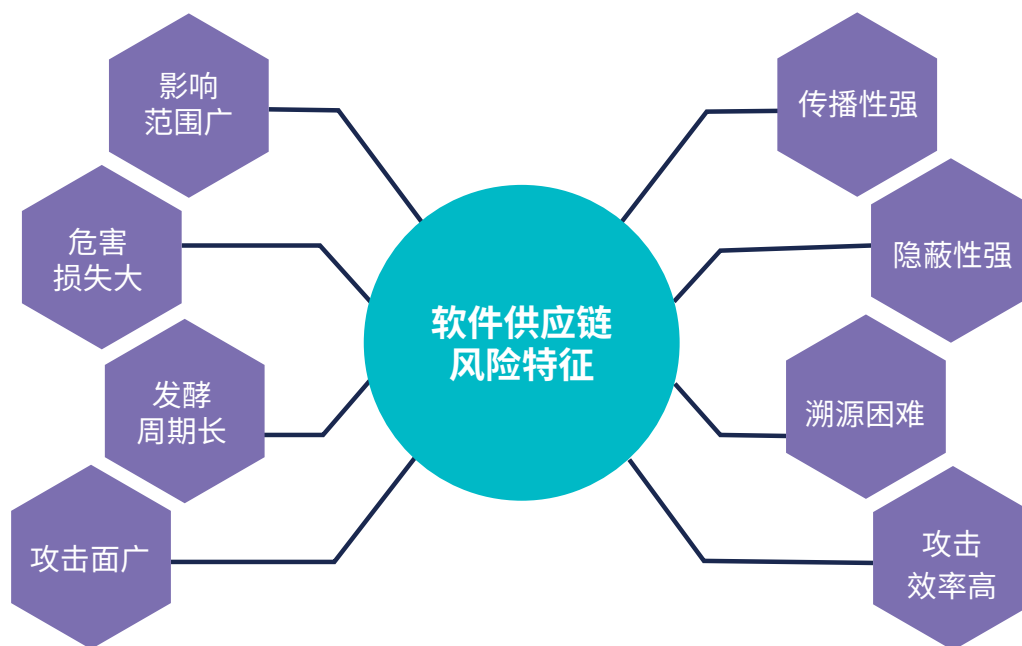 影响
范围广
危害
损失大
发酵
周期长
攻击面广
软件供应链
风险特征
传播性强
隐蔽性强
溯源困难
攻击
效率高